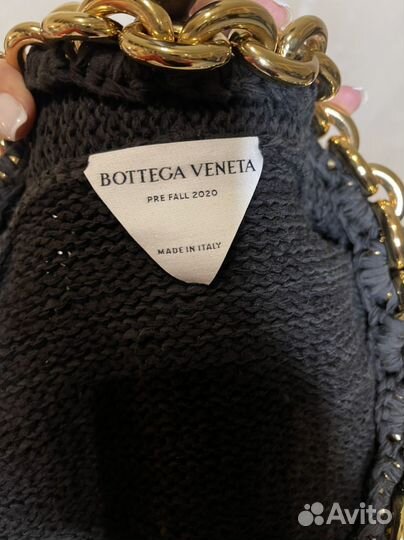 BOTTEGA VENETA
PRE FALL 2020
MADE IN ITALY
Avito